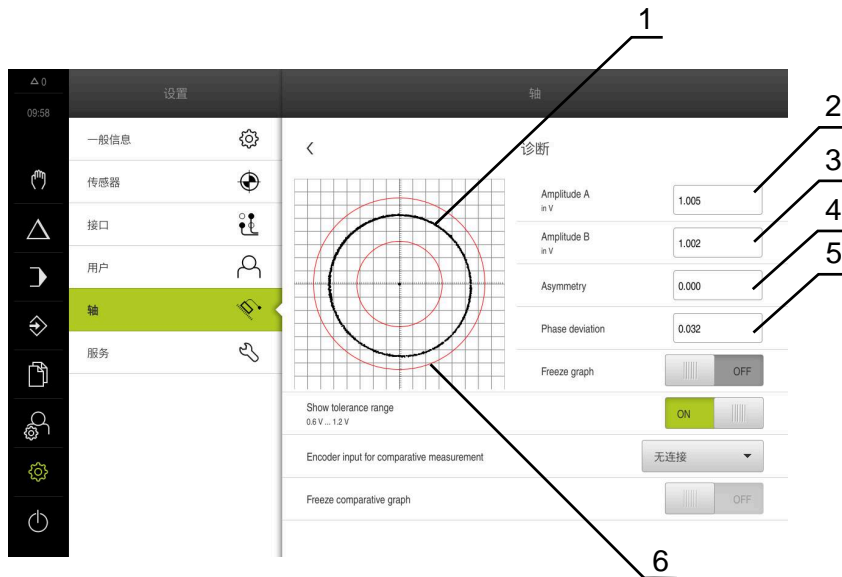 1
△ 0
设置
轴
09:58
2
一般信息
诊断
传感器
Amplitude A
in V
1.005
3
接口
Amplitude B
in V
1.002
4
用户
Asymmetry
0.000
5
轴
Phase deviation
0.032
服务
Freeze graph
OFF
Show tolerance range
0.6 V ... 1.2 V
ON
Encoder input for comparative measurement
无连接
Freeze comparative graph
OFF
6